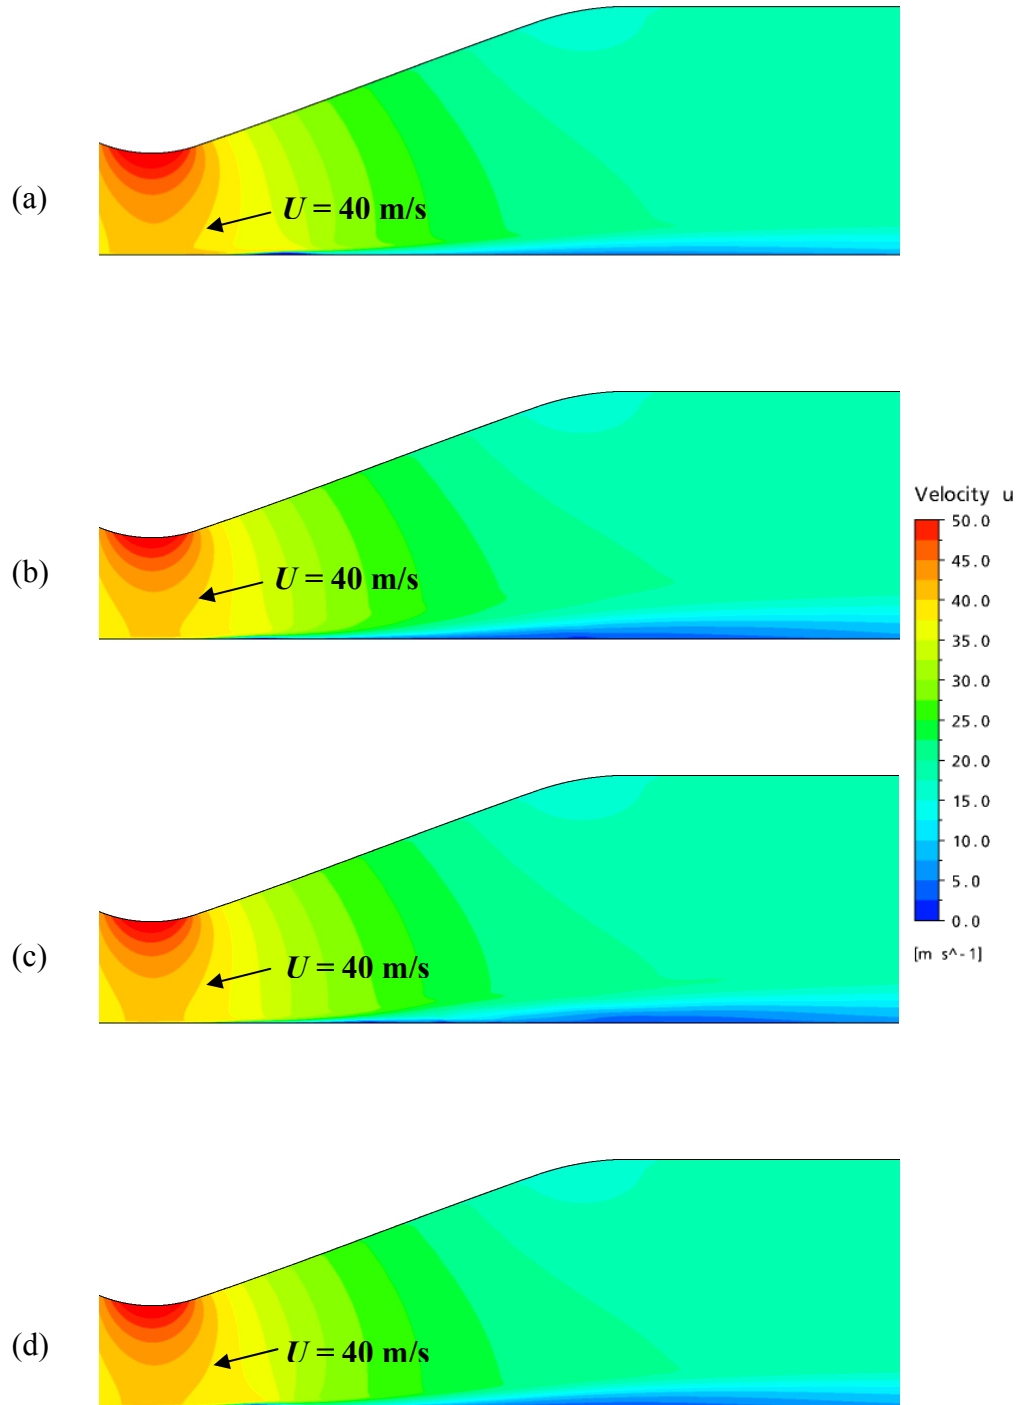 (a)
U = 40 m/s
(b)
U = 40 m/s
Velocity u
50.0
45.0
40.0
35.0
30.0
25.0
20.0
15.0
10.0
5.0
0.0
[m s^-1]
(c)
U = 40 m/s
(d)
U = 40 m/s